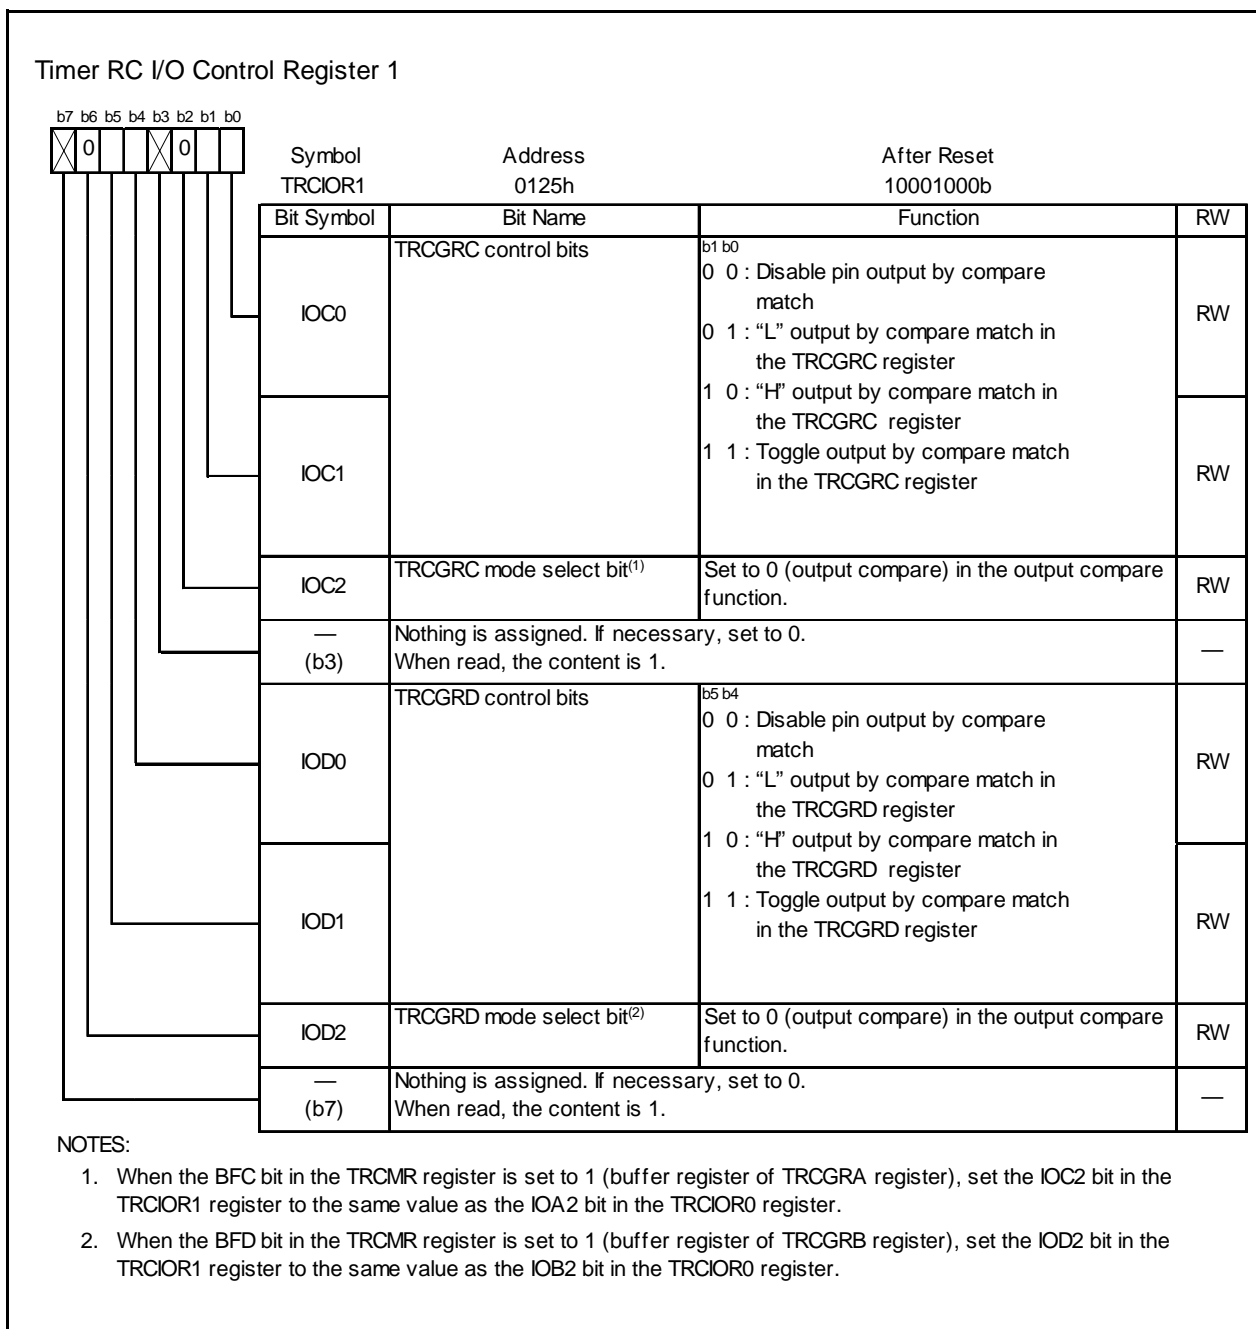 Timer RC I/O Control Register 1
b7 b6 b5 b4 b3 b2 b1 b0
0 0
Symbol Address After Reset
TRCIOR1 0125h 10001000b
Bit Symbol Bit Name Function RW
IOC0 TRCGRC control bits b1 b0 RW
0 0 : Disable pin output by compare
match
0 1 : “L” output by compare match in
the TRCGRC register
1 0 : “H” output by compare match in
the TRCGRC register
IOC1 1 1 : Toggle output by compare match RW
in the TRCGRC register
IOC2 TRCGRC mode select bit(1) Set to 0 (output compare) in the output compare RW
function.
— Nothing is assigned. If necessary, set to 0. —
(b3) When read, the content is 1.
IOD0 TRCGRD control bits b5 b4 RW
0 0 : Disable pin output by compare
match
0 1 : “L” output by compare match in
the TRCGRD register
1 0 : “H” output by compare match in
the TRCGRD register
IOD1 1 1 : Toggle output by compare match RW
in the TRCGRD register
IOD2 TRCGRD mode select bit(2) Set to 0 (output compare) in the output compare RW
function.
— Nothing is assigned. If necessary, set to 0. —
(b7) When read, the content is 1.
NOTES:
1. When the BFC bit in the TRCMR register is set to 1 (buffer register of TRCGRA register), set the IOC2 bit in the
TRCIOR1 register to the same value as the IOA2 bit in the TRCIOR0 register.
2. When the BFD bit in the TRCMR register is set to 1 (buffer register of TRCGRB register), set the IOD2 bit in the
TRCIOR1 register to the same value as the IOB2 bit in the TRCIOR0 register.